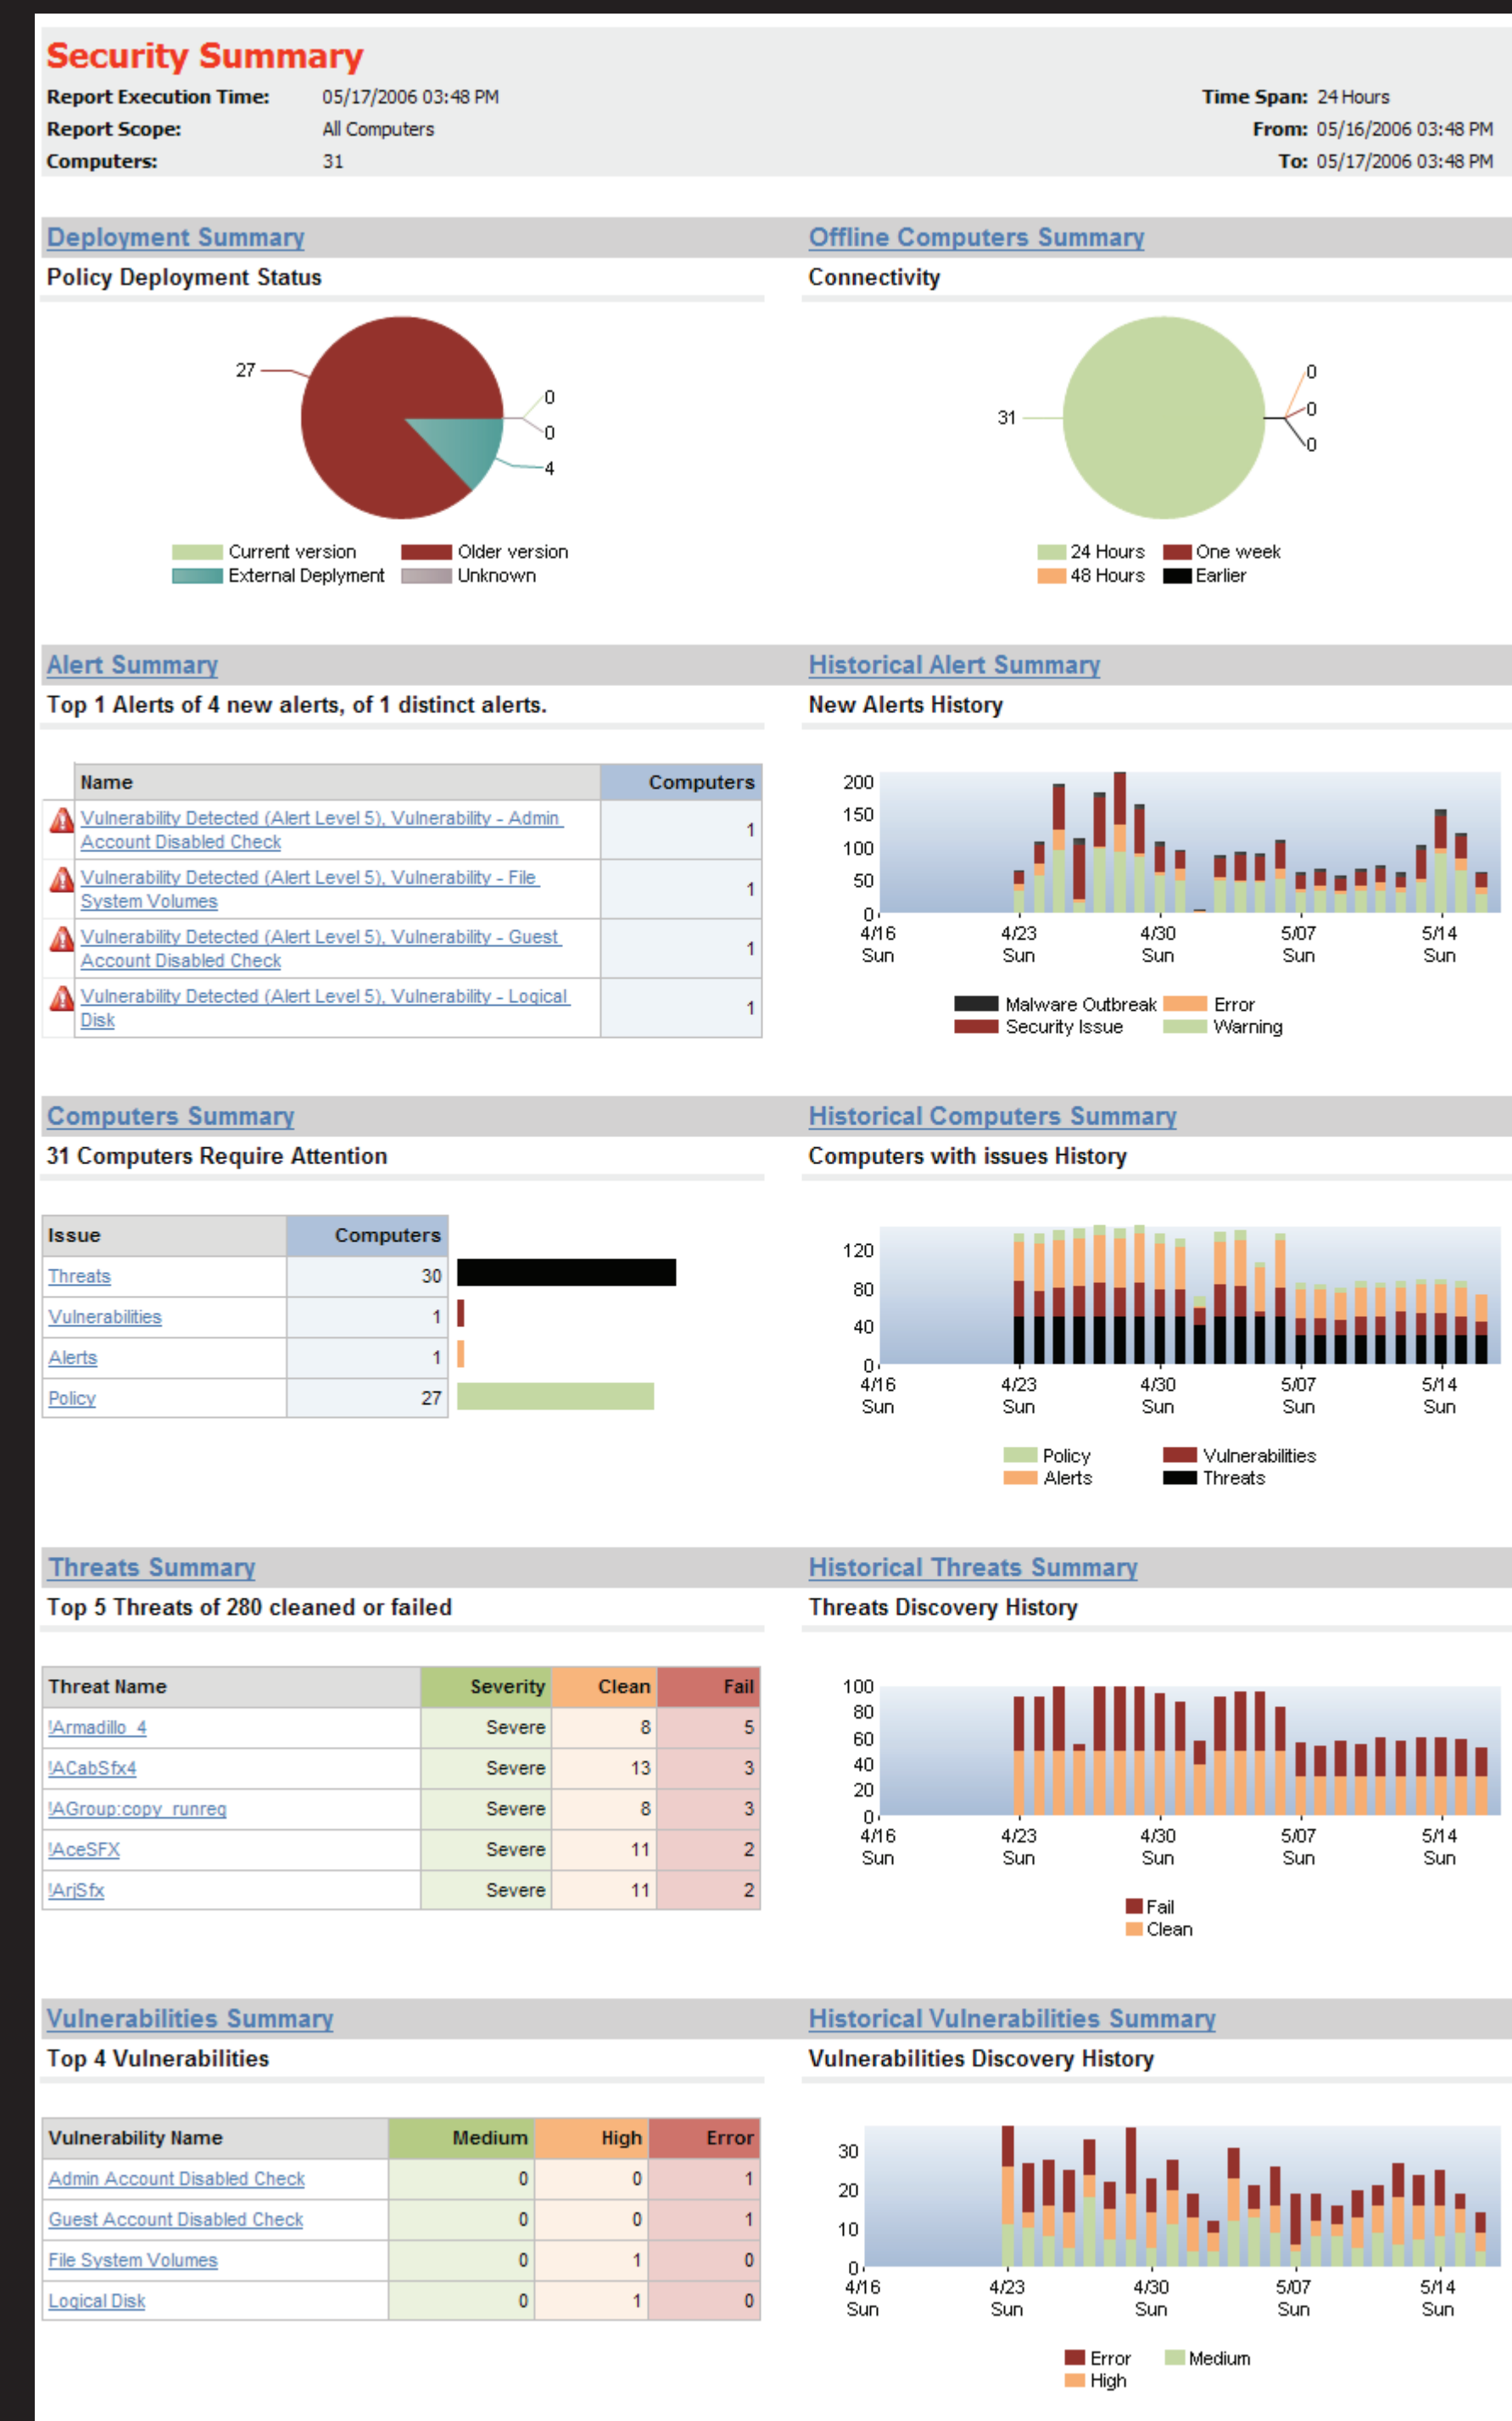 Security Summary
Report Execution Time: 05/17/2006 03:48 PM
Report Scope: All Computers
Computers: 31
Time Span: 24 Hours
From: 05/16/2006 03:48 PM
To: 05/17/2006 03:48 PM
Deployment Summary
Policy Deployment Status
27
0
0
4
Current version Older version
External Deplyment Unknown
Offline Computers Summary
Connectivity
31
0
0
0
24 Hours One week
48 Hours Earlier
Alert Summary
Top 1 Alerts of 4 new alerts, of 1 distinct alerts.
Name Computers
Vulnerability Detected (Alert Level 5), Vulnerability - Admin
Account Disabled Check 1
Vulnerability Detected (Alert Level 5), Vulnerability - File
System Volumes 1
Vulnerability Detected (Alert Level 5), Vulnerability - Guest
Account Disabled Check 1
Vulnerability Detected (Alert Level 5), Vulnerability - Logical
Disk 1
Historical Alert Summary
New Alerts History
200
150
100
50
0
4/16 4/23 4/30 5/07 5/14
Sun Sun Sun Sun Sun
Malware Outbreak Error
Security Issue Warning
Computers Summary
31 Computers Require Attention
Issue Computers
Threats 30
Vulnerabilities 1
Alerts 1
Policy 27
Historical Computers Summary
Computers with issues History
120
80
40
0
4/16 4/23 4/30 5/07 5/14
Sun Sun Sun Sun Sun
Policy Vulnerabilities
Alerts Threats
Threats Summary
Top 5 Threats of 280 cleaned or failed
Threat Name Severity Clean Fail
!Armadillo_4 Severe 8 5
!ACabSfx4 Severe 13 3
!AGroup:copy_runreg Severe 8 3
!AceSFX Severe 11 2
!ArjSfx Severe 11 2
Historical Threats Summary
Threats Discovery History
100
80
60
40
20
0
4/16 4/23 4/30 5/07 5/14
Sun Sun Sun Sun Sun
Fail
Clean
Vulnerabilities Summary
Top 4 Vulnerabilities
Vulnerability Name Medium High Error
Admin Account Disabled Check 0 0 1
Guest Account Disabled Check 0 0 1
File System Volumes 0 1 0
Logical Disk 0 1 0
Historical Vulnerabilities Summary
Vulnerabilities Discovery History
30
20
10
0
4/16 4/23 4/30 5/07 5/14
Sun Sun Sun Sun Sun
Error Medium
High